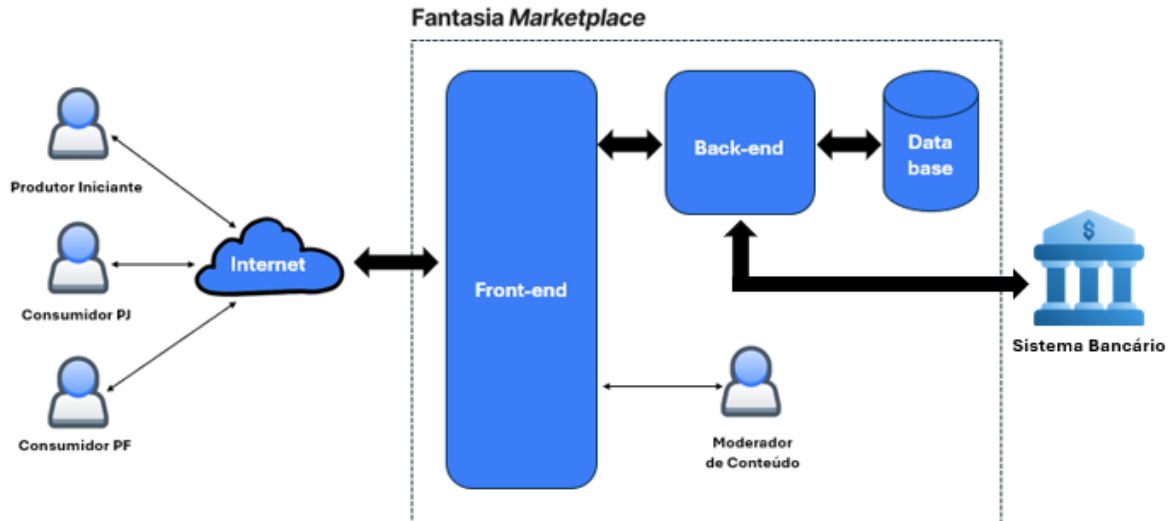 Fantasia Marketplace
Produtor Iniciante
Consumidor PJ
Consumidor PF
Internet
Front-end
Back-end
Data
base
$
Sistema Bancário
Moderador
de Conteúdo